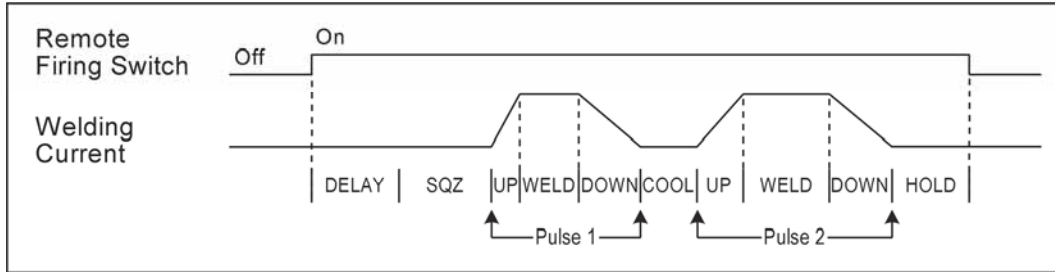 Remote
Firing Switch
Off
On
Welding
Current
DELAY SQZ UP WELD DOWN COOL UP WELD DOWN HOLD
Pulse 1 Pulse 2